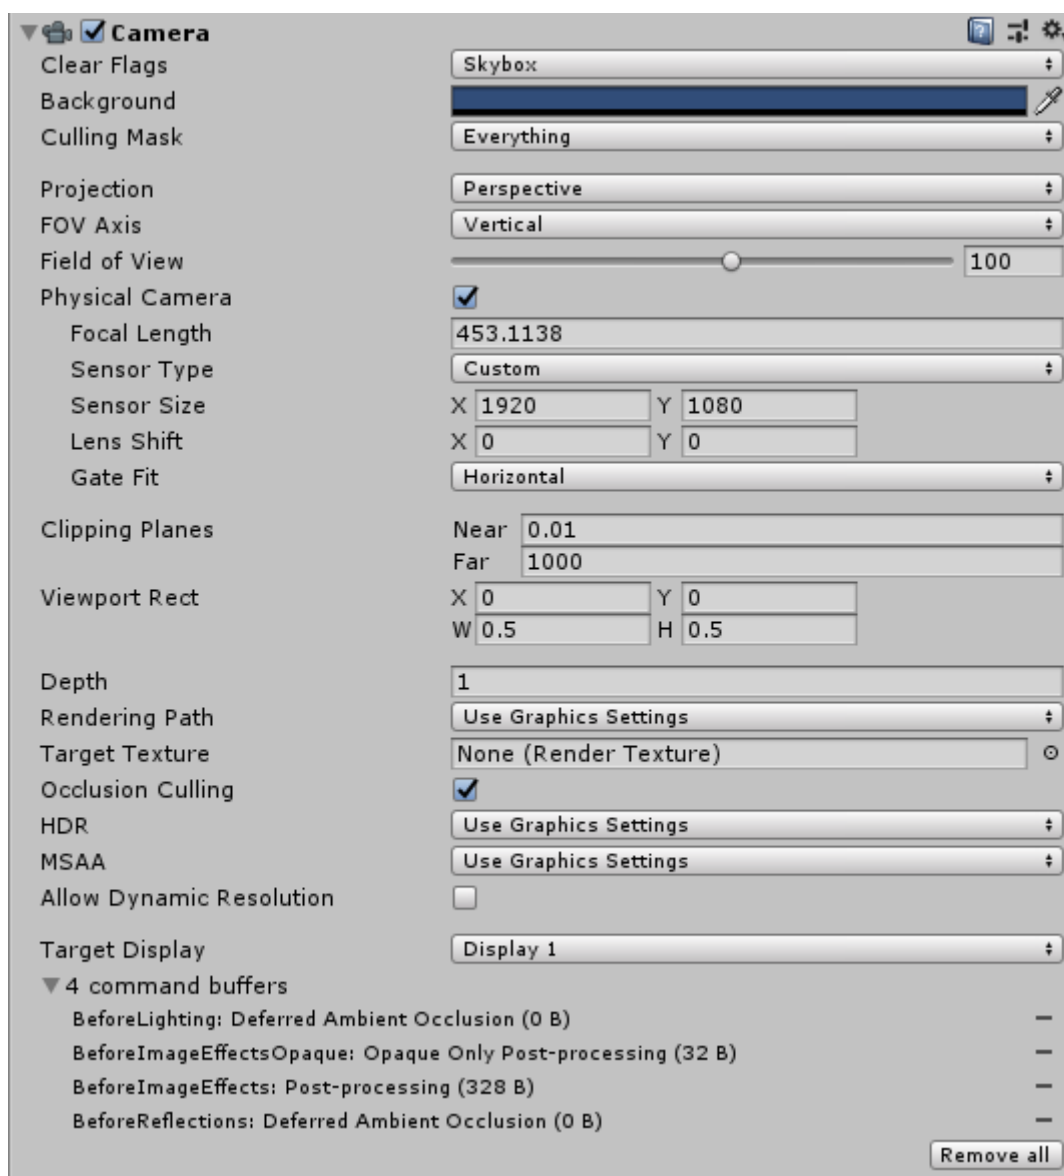 Camera
Clear Flags Skybox
Background
Culling Mask Everything
Projection Perspective
FOV Axis Vertical
Field of View 100
Physical Camera
Focal Length 453.1138
Sensor Type Custom
Sensor Size X 1920 Y 1080
Lens Shift X 0 Y 0
Gate Fit Horizontal
Clipping Planes Near 0.01
Far 1000
Viewport Rect X 0 Y 0
W 0.5 H 0.5
Depth 1
Rendering Path Use Graphics Settings
Target Texture None (Render Texture)
Occlusion Culling
HDR Use Graphics Settings
MSAA Use Graphics Settings
Allow Dynamic Resolution
Target Display Display 1
4 command buffers
BeforeLighting: Deferred Ambient Occlusion (0 B)
BeforeImageEffectsOpaque: Opaque Only Post-processing (32 B)
BeforeImageEffects: Post-processing (328 B)
BeforeReflections: Deferred Ambient Occlusion (0 B)
Remove all